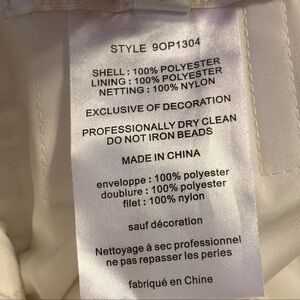 STYLE 9OP1304
SHELL : 100% POLYESTER
LINING : 100% POLYESTER
NETTING : 100% NYLON
EXCLUSIVE OF DECORATION
PROFESSIONALLY DRY CLEAN
DO NOT IRON BEADS
MADE IN CHINA
enveloppe : 100% polyester
doublure : 100% polyester
filet : 100% nylon
sauf décoration
Nettoyage à sec professionnel
ne pas repasser les perles
fabriqué en Chine